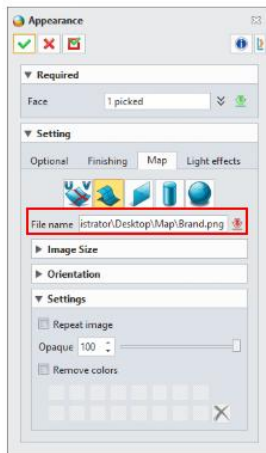 Appearance
Required
Face 1 picked
Setting
Optional Finishing Map Light effects
File name istrator\Desktop\Map\Brand.png
Image Size
Orientation
Settings
Repeat image
Opaque 100
Remove colors